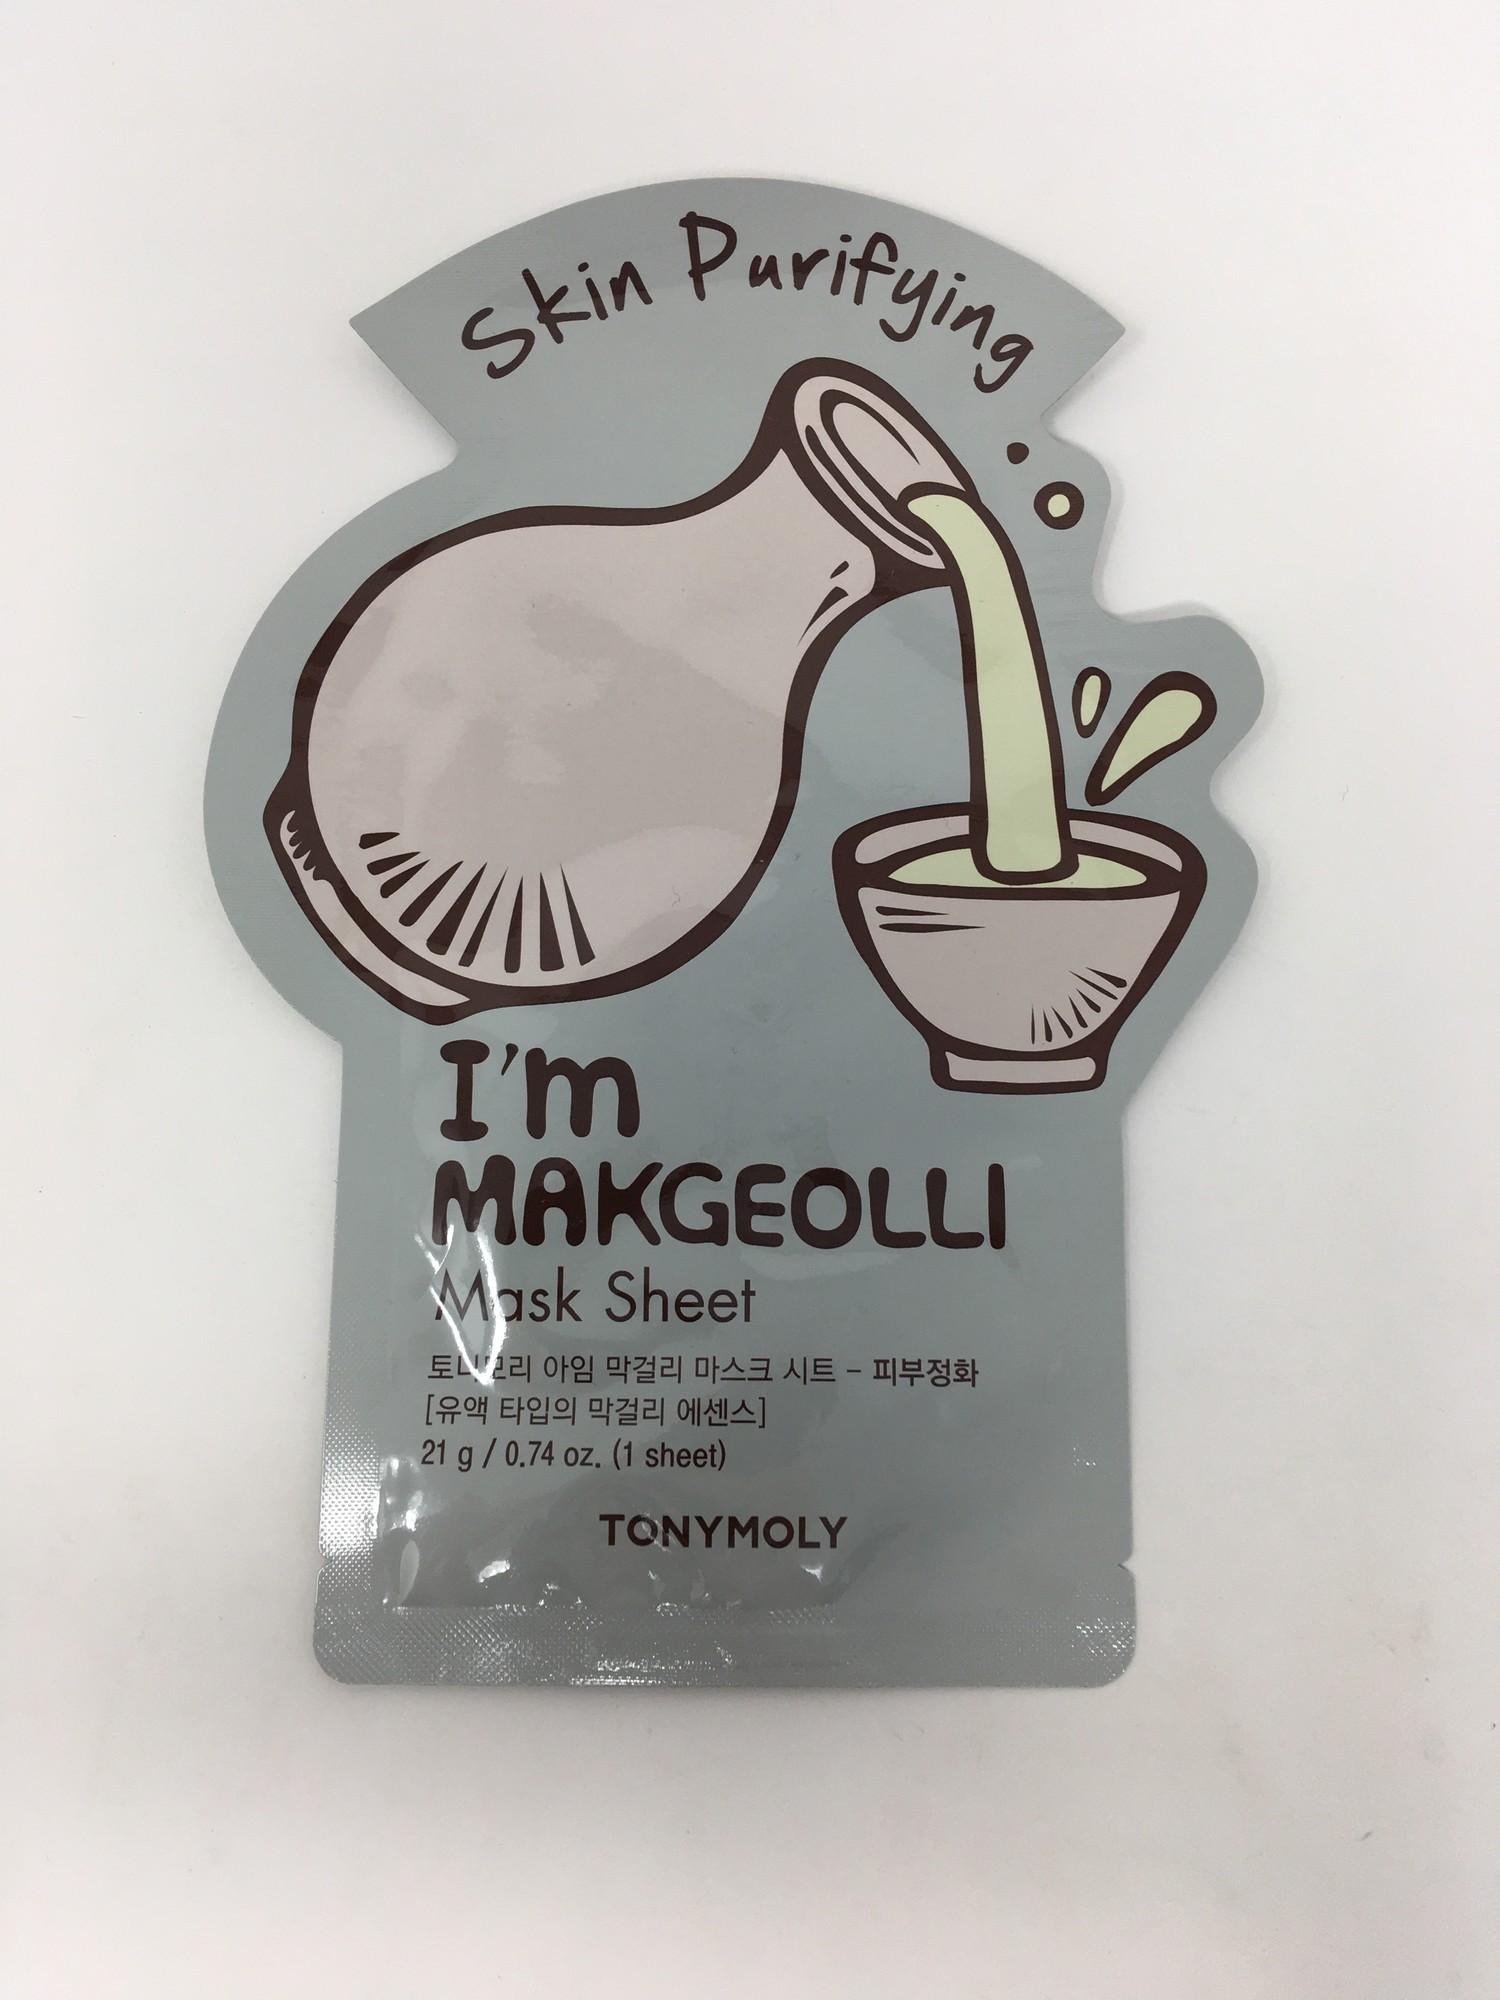 Skin Purifying
I'm
MAKGEOLLI
Mask Sheet
토니모리 아임 막걸리 마스크 시트 - 피부정화
[유액 타입의 막걸리 에센스]
21 g / 0.74 oz. (1 sheet)
TONYMOLY